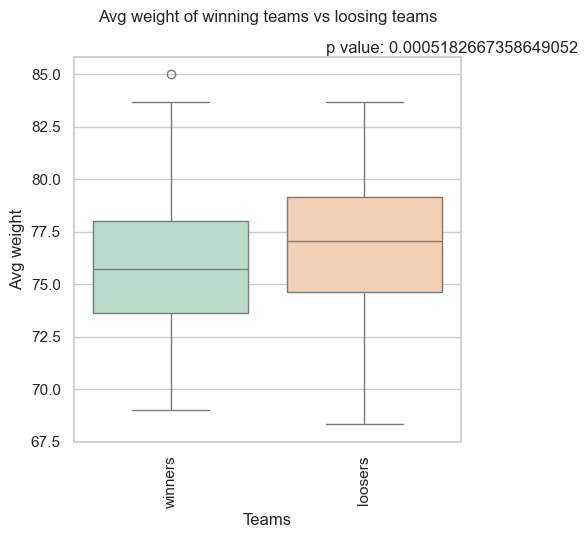 Avg weight of winning teams vs loosing teams
p value: 0.0005182667358649052
85.0
82.5
80.0
77.5
75.0
72.5
70.0
67.5
Avg weight
winners
loosers
Teams